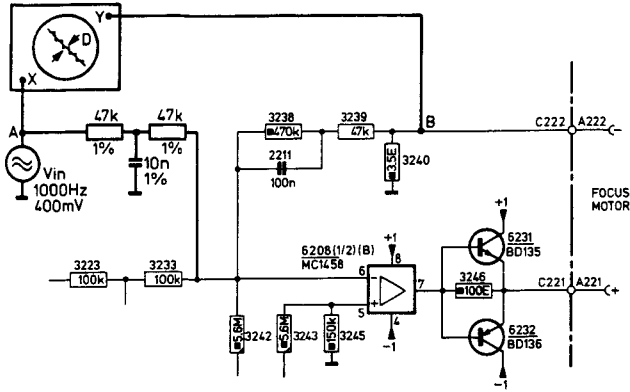 Y
D
X
A
47k
1%
47k
1%
10n
1%
Vin
1000Hz
400mV
3238
470k
3239
47k
2211
100n
B
3,5E
3240
C222
A222
(-
FOCUS
MOTOR
6208(1/2)(B)
MC1458
+1
8
6
-
7
+
5
4
-1
3223
100k
3233
100k
5,6M
3242
5,6M
3243
150k
3245
+1
6231
BD135
3246
100E
C221
A221
(+
6232
BD136
-1